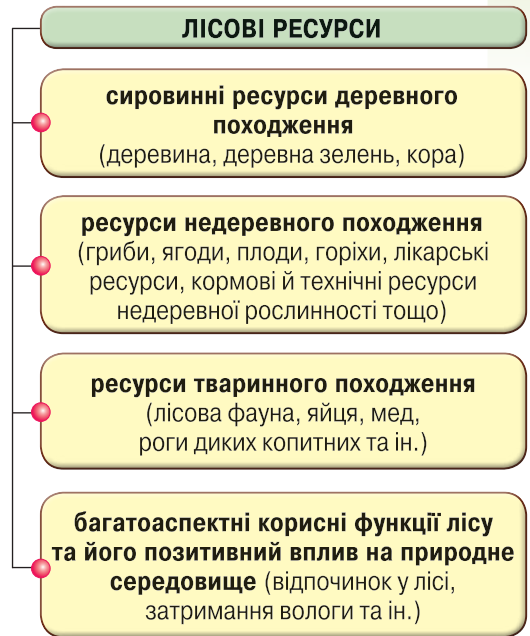 ЛІСОВІ РЕСУРСИ
сировинні ресурси деревного
походження
(деревина, деревна зелень, кора)
ресурси недеревного походження
(гриби, ягоди, плоди, горіхи, лікарські
ресурси, кормові й технічні ресурси
недеревної рослинності тощо)
ресурси тваринного походження
(лісова фауна, яйця, мед,
роги диких копитних та ін.)
багатоаспектні корисні функції лісу
та його позитивний вплив на природне
середовище (відпочинок у лісі,
затримання вологи та ін.)